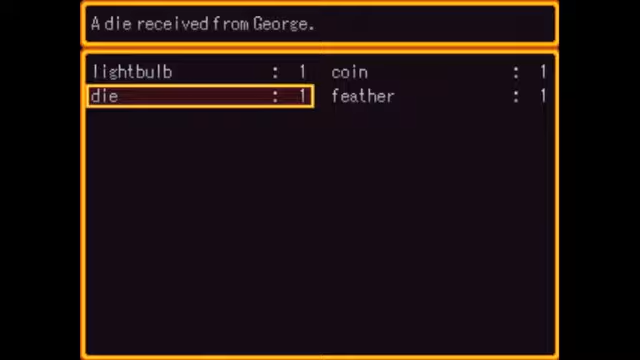 A die received from George.
lightbulb : 1 coin : 1
die : 1 feather : 1